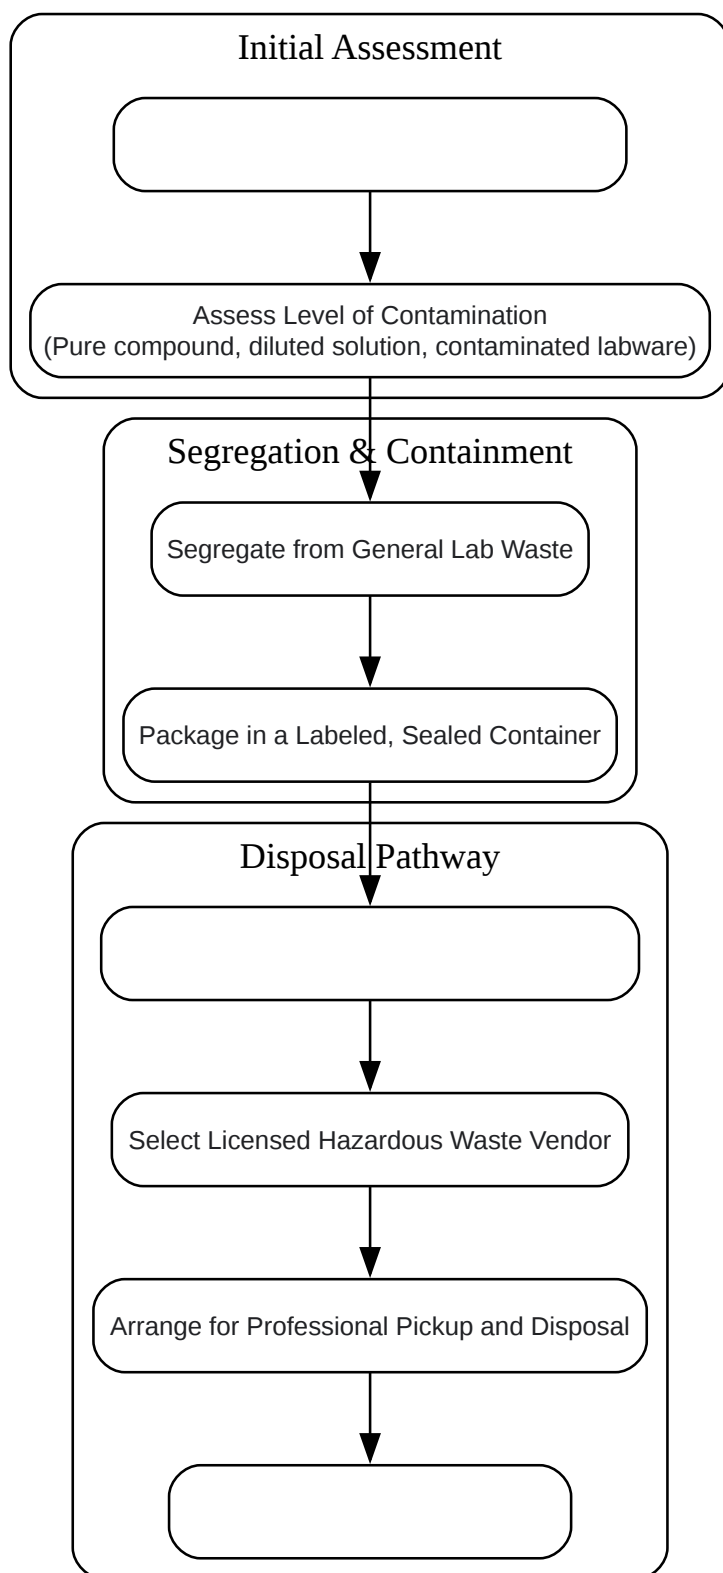 Initial Assessment
Assess Level of Contamination
(Pure compound, diluted solution, contaminated labware)
Segregation & Containment
Segregate from General Lab Waste
Package in a Labeled, Sealed Container
Disposal Pathway
Select Licensed Hazardous Waste Vendor
Arrange for Professional Pickup and Disposal